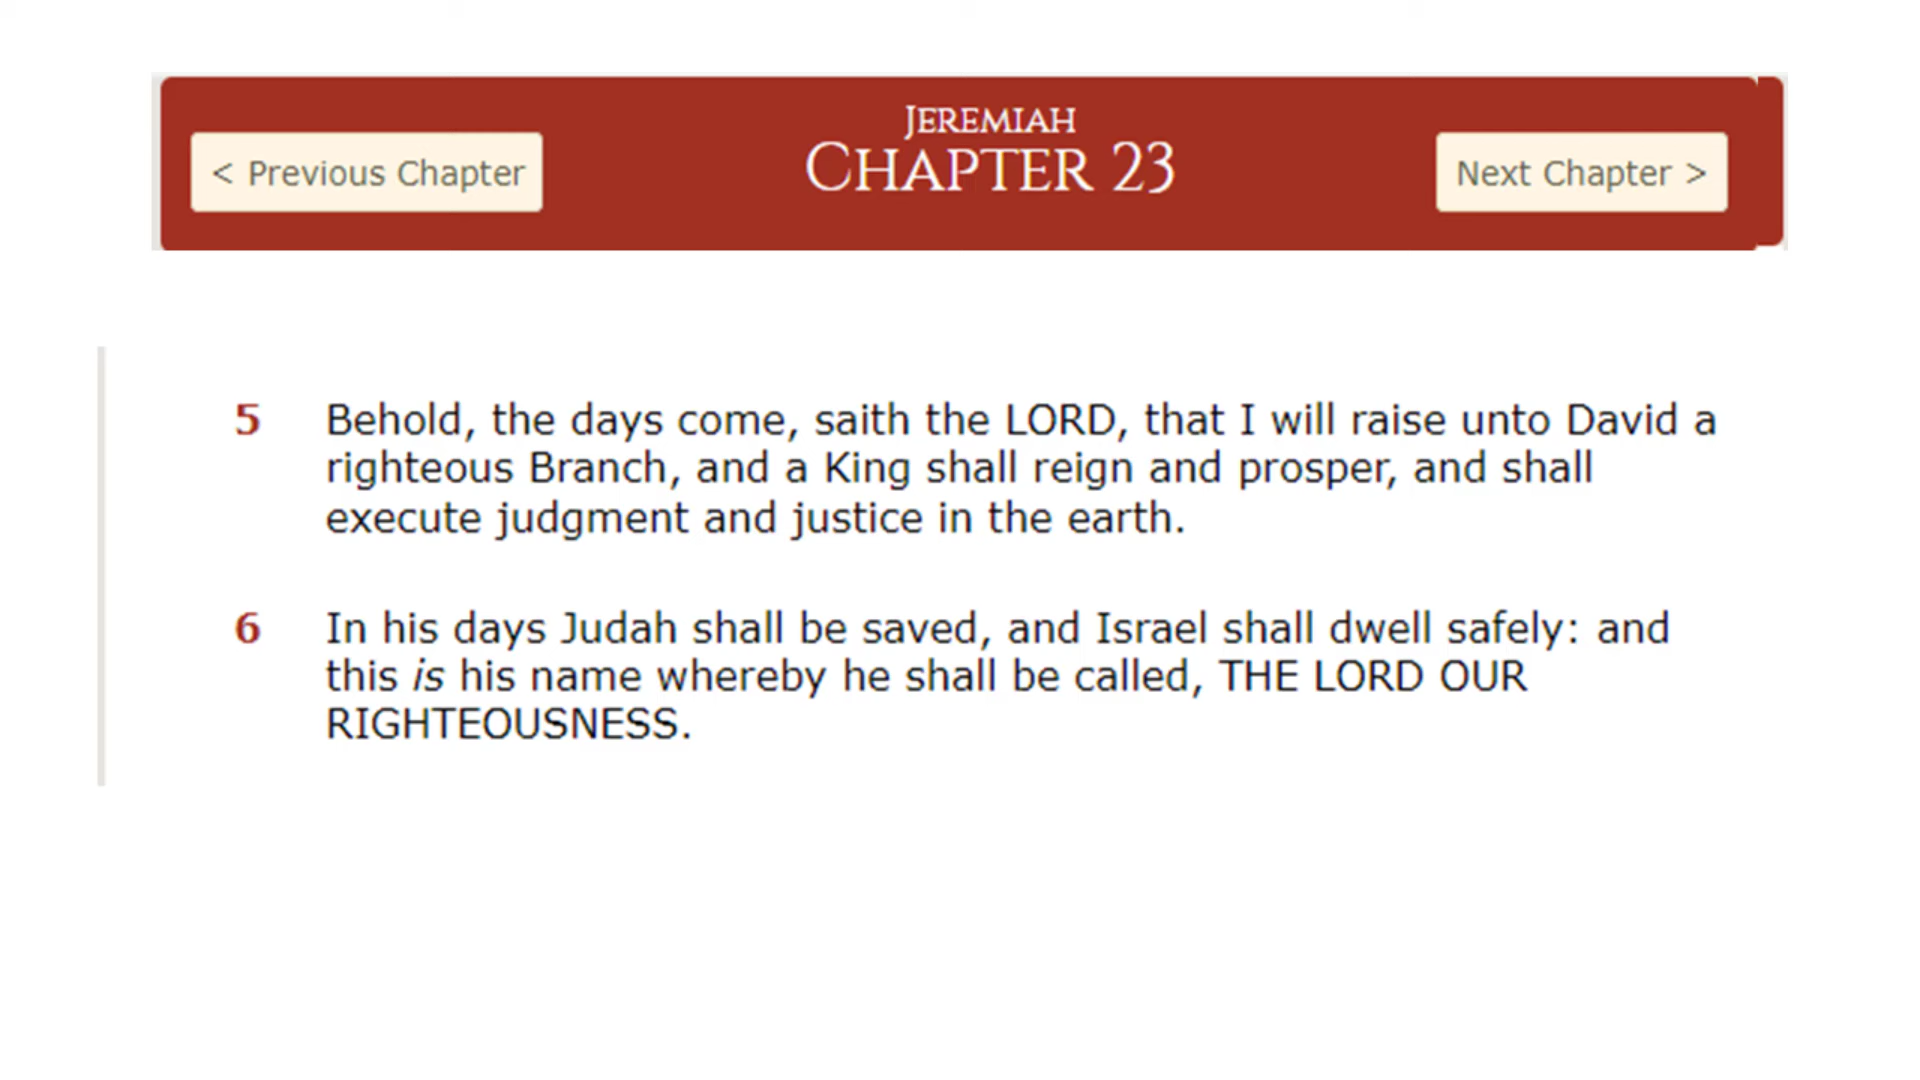 JEREMIAH
CHAPTER 23
< Previous Chapter
Next Chapter >
5 Behold, the days come, saith the LORD, that I will raise unto David a
righteous Branch, and a King shall reign and prosper, and shall
execute judgment and justice in the earth.
6 In his days Judah shall be saved, and Israel shall dwell safely: and
this is his name whereby he shall be called, THE LORD OUR
RIGHTEOUSNESS.